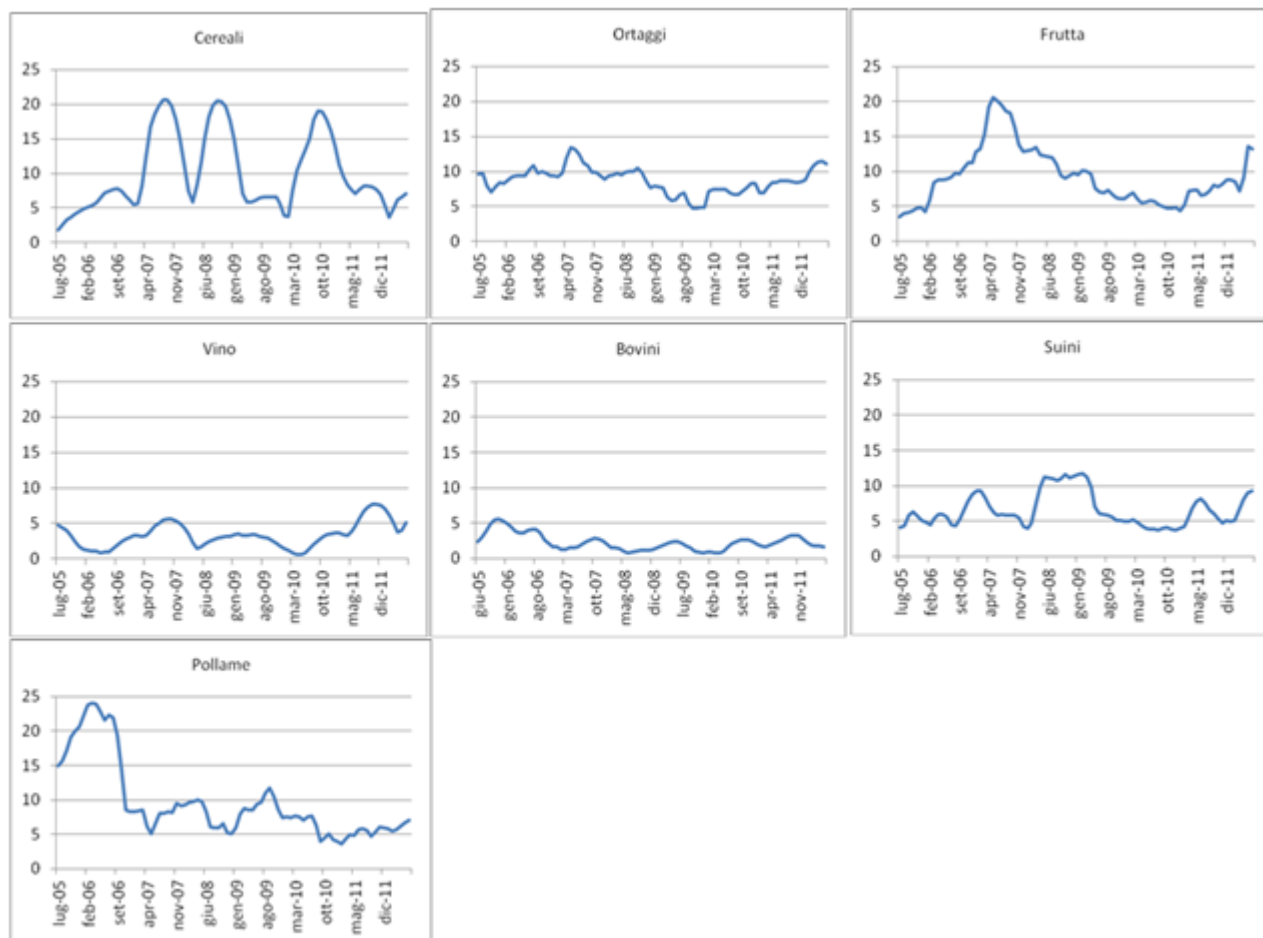 Cereali
25
20
15
10
5
0
lug-05
feb-06
set-06
apr-07
nov-07
giu-08
gen-09
ago-09
mar-10
ott-10
mag-11
dic-11
Ortaggi
25
20
15
10
5
0
lug-05
feb-06
set-06
apr-07
nov-07
giu-08
gen-09
ago-09
mar-10
ott-10
mag-11
dic-11
Frutta
25
20
15
10
5
0
lug-05
feb-06
set-06
apr-07
nov-07
giu-08
gen-09
ago-09
mar-10
ott-10
mag-11
dic-11
Vino
25
20
15
10
5
0
lug-05
feb-06
set-06
apr-07
nov-07
giu-08
gen-09
ago-09
mar-10
ott-10
mag-11
dic-11
Bovini
25
20
15
10
5
0
giu-05
gen-06
ago-06
mar-07
ott-07
mag-08
dic-08
lug-09
feb-10
set-10
apr-11
nov-11
Suini
25
20
15
10
5
0
lug-05
feb-06
set-06
apr-07
nov-07
giu-08
gen-09
ago-09
mar-10
ott-10
mag-11
dic-11
Pollame
25
20
15
10
5
0
lug-05
feb-06
set-06
apr-07
nov-07
giu-08
gen-09
ago-09
mar-10
ott-10
mag-11
dic-11